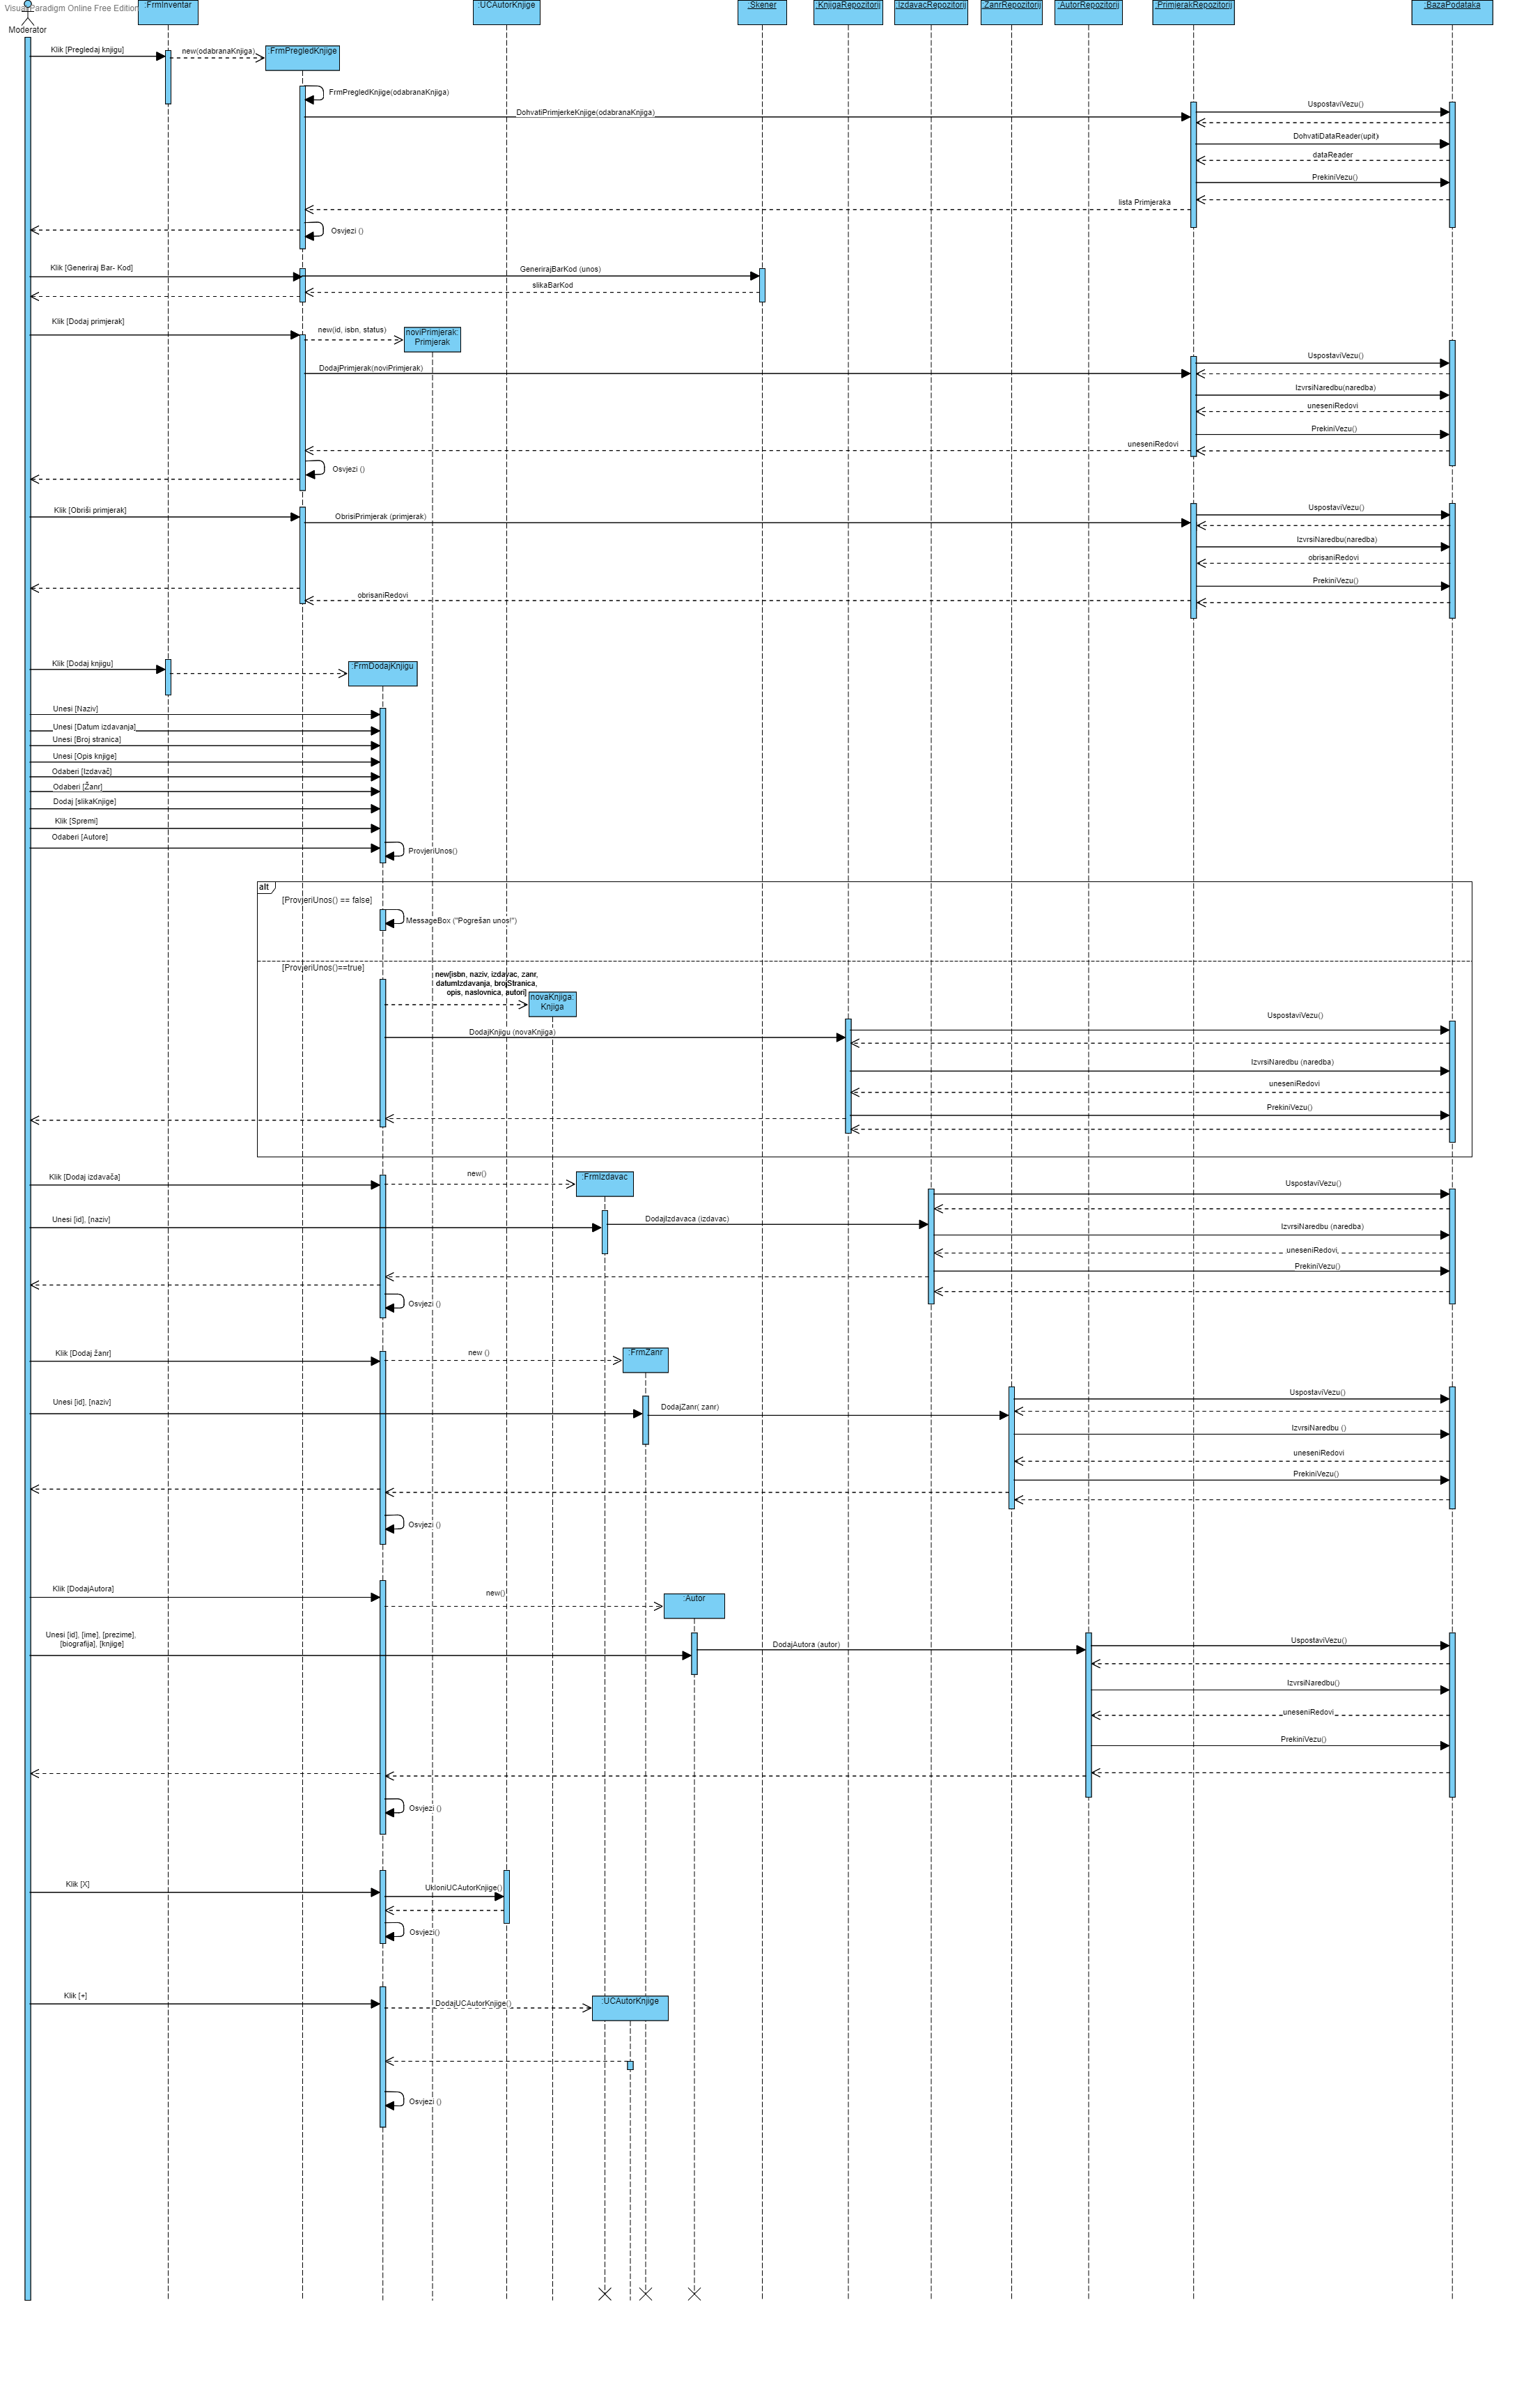 Visual Paradigm Online Free Edition
:FrmInventar
:UCAutorKnjige
:Skener
:KnjigaRepozitorij
:IzdavacRepozitorij
:ZanrRepozitorij
:AutorRepozitorij
:PrimjerakRepozitorij
:BazaPodataka
Moderator
Klik [Pregledaj knjigu]
new(odabranaKnjiga)
:FrmPregledKnjige
FrmPregledKnjige(odabranaKnjiga)
DohvatiPrimjerkeKnjige(odabranaKnjiga)
UspostaviVezu()
DohvatiDataReader(upit)
dataReader
PrekiniVezu()
lista Primjeraka
Osvjezi ()
Klik [Generiraj Bar- Kod]
GenerirajBarKod (unos)
slikaBarKod
Klik [Dodaj primjerak]
new(id, isbn, status)
noviPrimjerak:
Primjerak
UspostaviVezu()
DodajPrimjerak(noviPrimjerak)
IzvrsiNaredbu(naredba)
uneseniRedovi
PrekiniVezu()
uneseniRedovi
Osvjezi ()
Klik [Obriši primjerak]
ObrisiPrimjerak (primjerak)
UspostaviVezu()
IzvrsiNaredbu(naredba)
obrisaniRedovi
PrekiniVezu()
obrisaniRedovi
Klik [Dodaj knjigu]
:FrmDodajKnjigu
Unesi [Naziv]
Unesi [Datum izdavanja]
Unesi [Broj stranica]
Unesi [Opis knjige]
Odaberi [Izdavač]
Odaberi [Žanr]
Dodaj [slikaKnjige]
Klik [Spremi]
Odaberi [Autore]
ProvjeriUnos()
alt
[ProvjeriUnos() == false]
MessageBox ("Pogrešan unos!")
[ProvjeriUnos()==true]
new[isbn, naziv, izdavac, zanr,
datumIzdavanja, brojStranica,
opis, naslovnica, autori]
novaKnjiga:
Knjiga
UspostaviVezu()
DodajKnjigu (novaKnjiga)
IzvrsiNaredbu (naredba)
uneseniRedovi
PrekiniVezu()
Klik [Dodaj izdavača]
new()
:FrmIzdavac
UspostaviVezu()
Unesi [id], [naziv]
DodajIzdavaca (izdavac)
IzvrsiNaredbu (naredba)
uneseniRedovi
PrekiniVezu()
Osvjezi ()
Klik [Dodaj žanr]
new ()
:FrmZanr
UspostaviVezu()
Unesi [id], [naziv]
DodajZanr( zanr)
IzvrsiNaredbu ()
uneseniRedovi
PrekiniVezu()
Osvjezi ()
Klik [DodajAutora]
new()
:Autor
Unesi [id], [ime], [prezime],
[biografija], [knjige]
DodajAutora (autor)
UspostaviVezu()
IzvrsiNaredbu()
uneseniRedovi
PrekiniVezu()
Osvjezi ()
Klik [X]
UkloniUCAutorKnjige()
Osvjezi()
Klik [+]
DodajUCAutorKnjige()
:UCAutorKnjige
Osvjezi ()